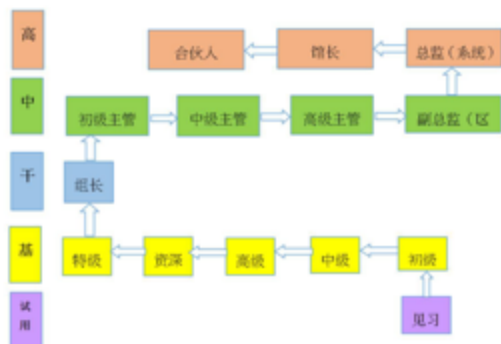 高
台伙人
馆长
总监（系统）
中
初级主管
中级主管
高级主管
副总监（区
干
组长
基
特级
资深
高级
中级
初级
试
用
见习